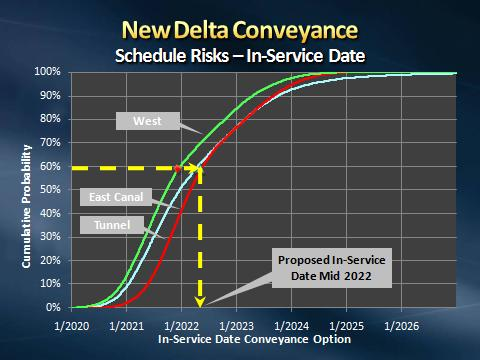 New Delta Conveyance
Schedule Risks – In-Service Date
Cumulative Probability
100%
90%
80%
70%
60%
50%
40%
30%
20%
10%
0%
West
East Canal
Tunnel
Proposed In-Service
Date Mid 2022
1/2020 1/2021 1/2022 1/2023 1/2024 1/2025 1/2026
In-Service Date Conveyance Option